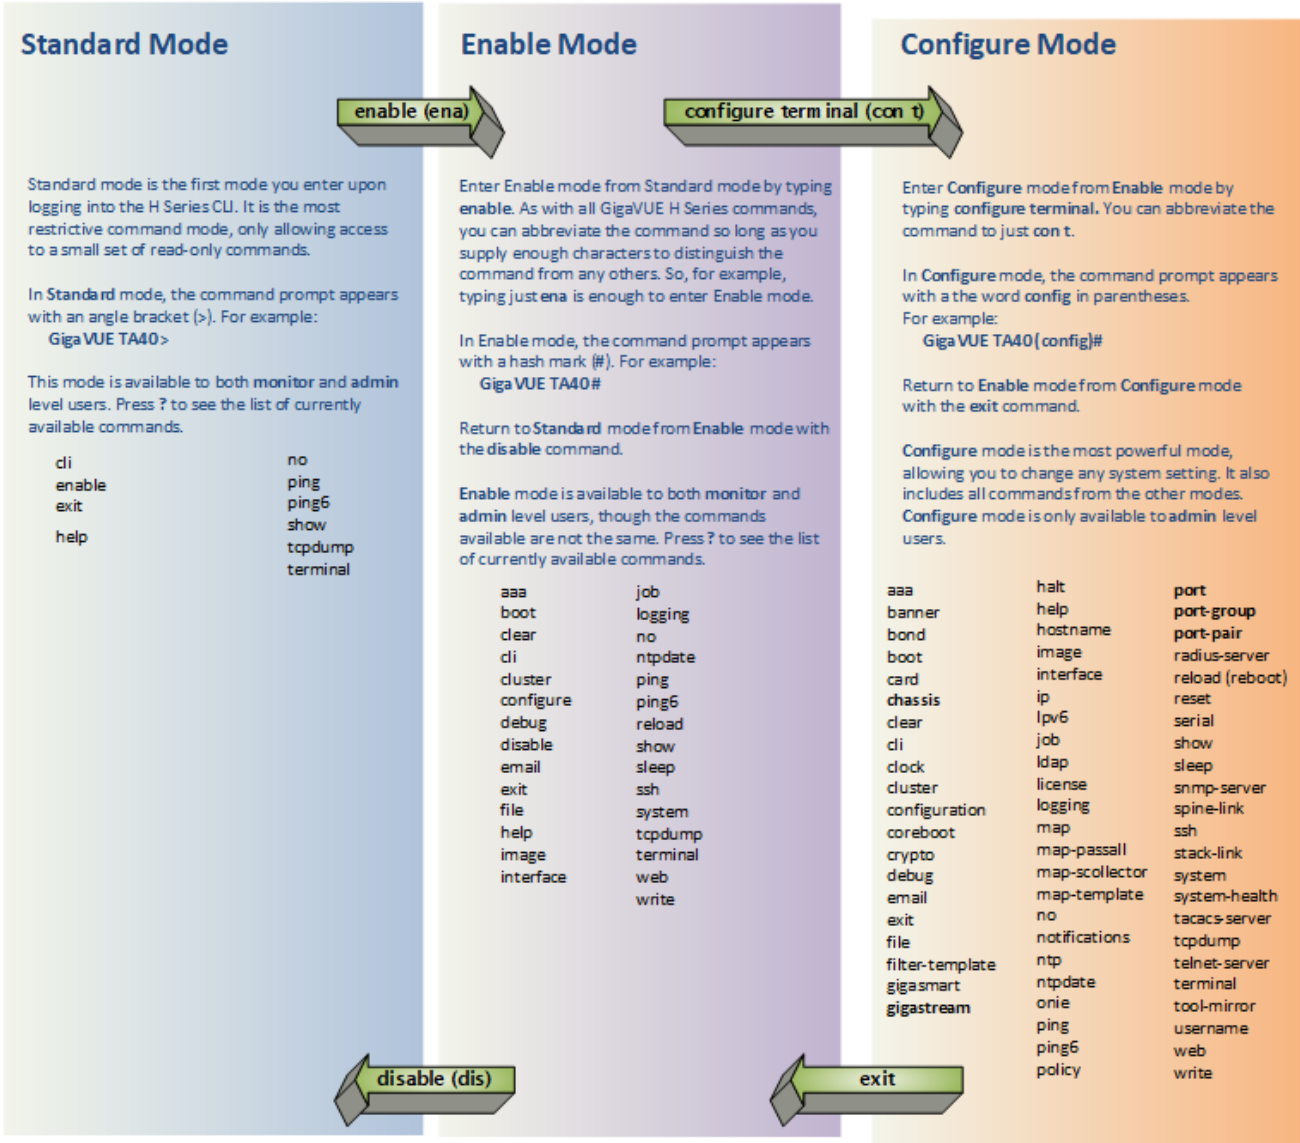 Standard Mode
enable (ena)
Standard mode is the first mode you enter upon
logging into the H Series CLI. It is the most
restrictive command mode, only allowing access
to a small set of read-only commands.
In Standard mode, the command prompt appears
with an angle bracket (>). For example:
GigaVUE TA40>
This mode is available to both monitor and admin
level users. Press ? to see the list of currently
available commands.
cli
enable
exit
help
no
ping
ping6
show
tcpdump
terminal
disable (dis)
Enable Mode
configure terminal (con t)
Enter Enable mode from Standard mode by typing
enable. As with all GigaVUE H Series commands,
you can abbreviate the command so long as you
supply enough characters to distinguish the
command from any others. So, for example,
typing just ena is enough to enter Enable mode.
In Enable mode, the command prompt appears
with a hash mark (#). For example:
GigaVUE TA40#
Return to Standard mode from Enable mode with
the disable command.
Enable mode is available to both monitor and
admin level users, though the commands
available are not the same. Press ? to see the list
of currently available commands.
aaa
boot
clear
cli
cluster
configure
debug
disable
email
exit
file
help
image
interface
job
logging
no
ntpdate
ping
ping6
reload
show
sleep
ssh
system
tcpdump
terminal
web
write
exit
Configure Mode
Enter Configure mode from Enable mode by
typing configure terminal. You can abbreviate the
command to just con t.
In Configure mode, the command prompt appears
with a the word config in parentheses.
For example:
GigaVUE TA40(config)#
Return to Enable mode from Configure mode
with the exit command.
Configure mode is the most powerful mode,
allowing you to change any system setting. It also
includes all commands from the other modes.
Configure mode is only available to admin level
users.
aaa
banner
bond
boot
card
chassis
clear
cli
clock
cluster
configuration
coreboot
crypto
debug
email
exit
file
filter-template
gigasmart
gigastream
halt
help
hostname
image
interface
ip
Ipv6
job
ldap
license
logging
map
map-passall
map-scollector
map-template
no
notifications
ntp
ntpdate
onie
ping
ping6
policy
port
port-group
port-pair
radius-server
reload (reboot)
reset
serial
show
sleep
snmp-server
spine-link
ssh
stack-link
system
system-health
tacacs-server
tcpdump
telnet-server
terminal
tool-mirror
username
web
write